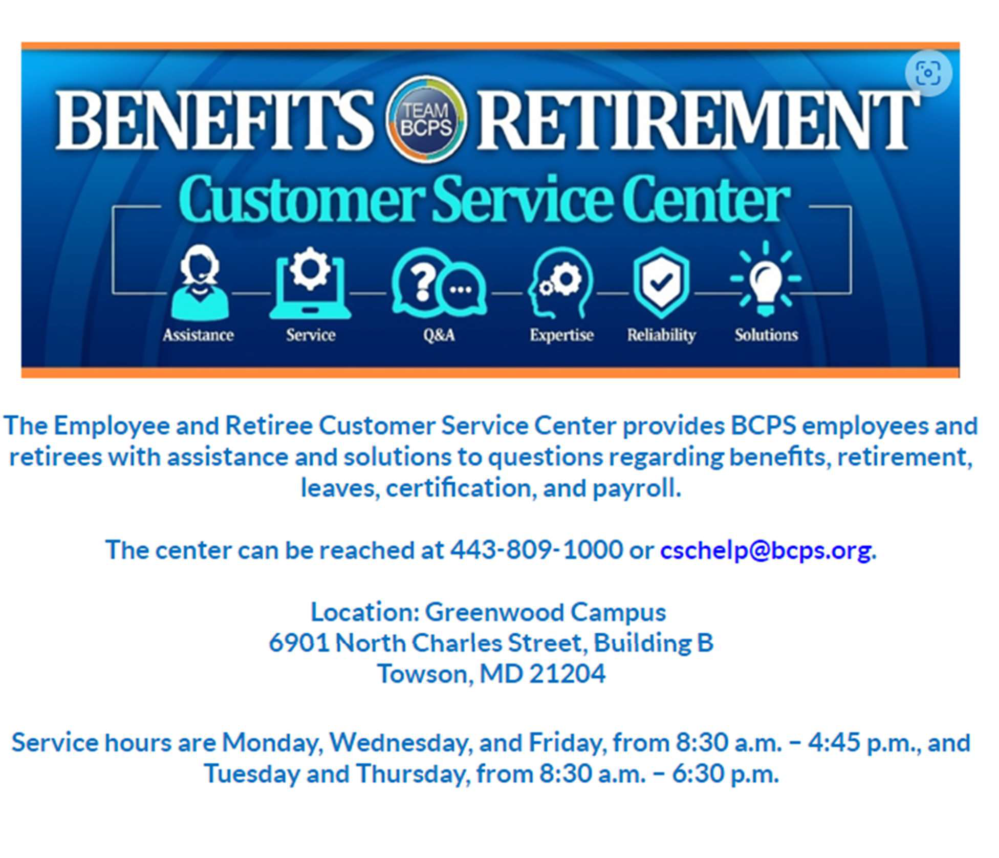 BENEFITS TEAM BCPS RETIREMENT
Customer Service Center
Assistance Service Q&A Expertise Reliability Solutions
The Employee and Retiree Customer Service Center provides BCPS employees and
retirees with assistance and solutions to questions regarding benefits, retirement,
leaves, certification, and payroll.
The center can be reached at 443-809-1000 or cschelp@bcps.org.
Location: Greenwood Campus
6901 North Charles Street, Building B
Towson, MD 21204
Service hours are Monday, Wednesday, and Friday, from 8:30 a.m. – 4:45 p.m., and
Tuesday and Thursday, from 8:30 a.m. – 6:30 p.m.